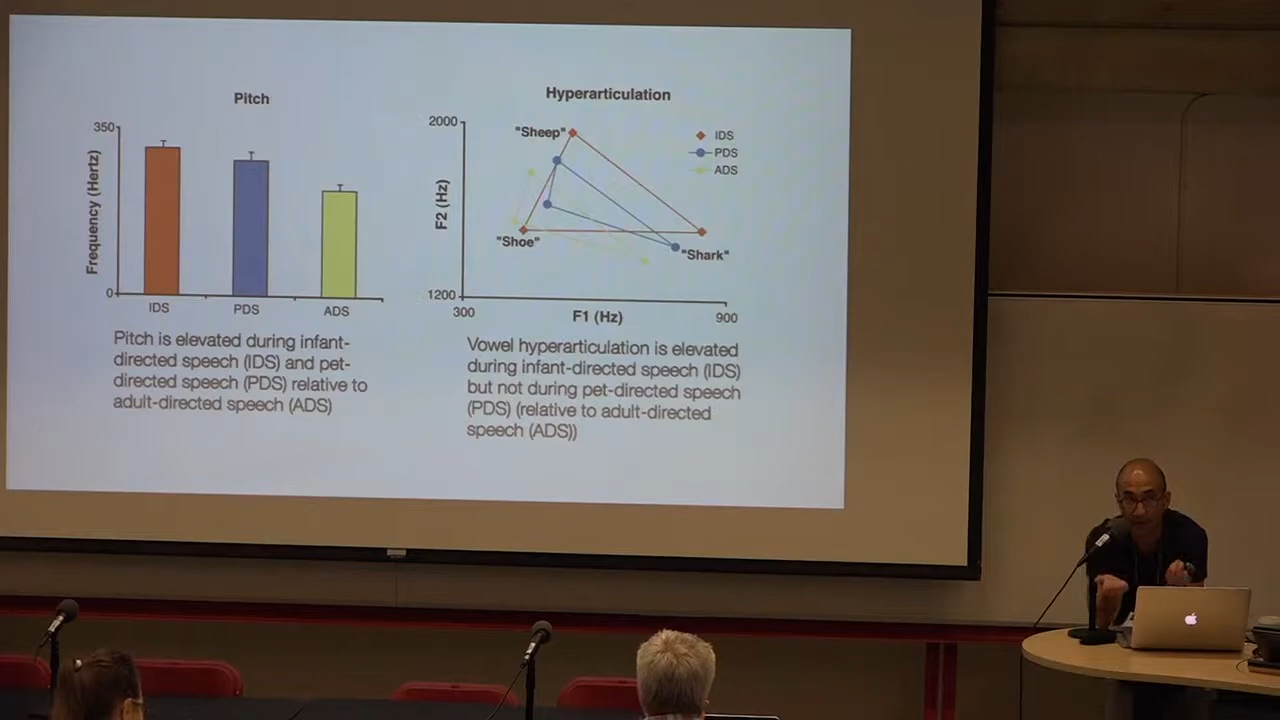 Pitch
350
Frequency (Hertz)
0
IDS
PDS
ADS
Pitch is elevated during infant-
directed speech (IDS) and pet-
directed speech (PDS) relative to
adult-directed speech (ADS)
Hyperarticulation
2000
F2 (Hz)
1200
300
F1 (Hz)
900
"Sheep"
"Shoe"
"Shark"
IDS
PDS
ADS
Vowel hyperarticulation is elevated
during infant-directed speech (IDS)
but not during pet-directed speech
(PDS) (relative to adult-directed
speech (ADS))